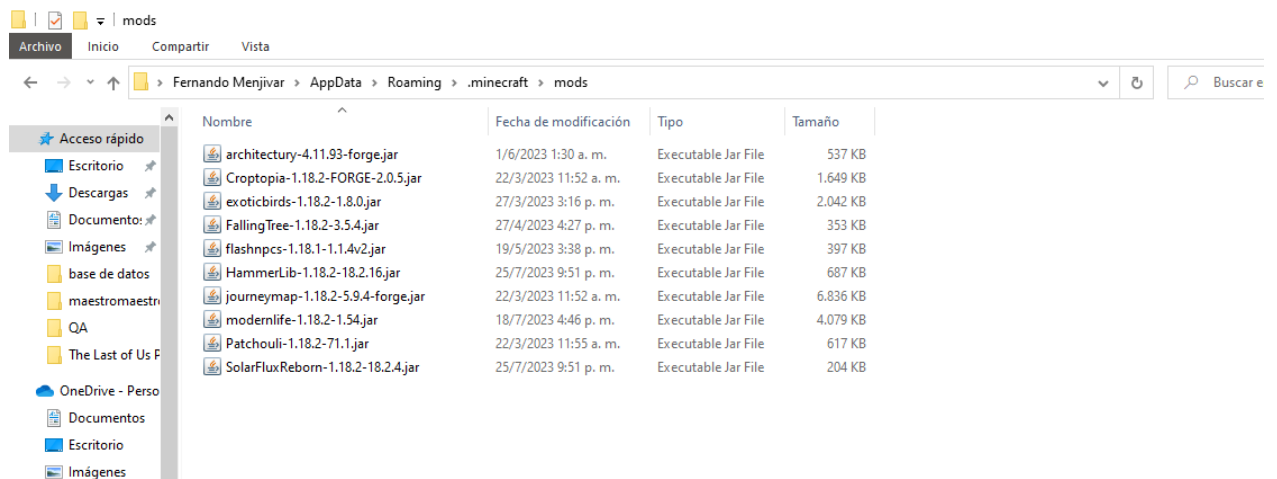 mods
Archivo Inicio Compartir Vista
Fernando Menjivar > AppData > Roaming > .minecraft > mods Buscar e
Nombre Fecha de modificación Tipo Tamaño
Acceso rápido
Escritorio
Descargas
Documento:
Imágenes
base de datos
maestromaestr
QA
The Last of Us P
OneDrive - Perso
Documentos
Escritorio
Imágenes
architectury-4.11.93-forge.jar 1/6/2023 1:30 a. m. Executable Jar File 537 KB
Croptopia-1.18.2-FORGE-2.0.5.jar 22/3/2023 11:52 a. m. Executable Jar File 1.649 KB
exoticbirds-1.18.2-1.8.0.jar 27/3/2023 3:16 p. m. Executable Jar File 2.042 KB
FallingTree-1.18.2-3.5.4.jar 27/4/2023 4:27 p. m. Executable Jar File 353 KB
flashnpcs-1.18.1-1.1.4v2.jar 19/5/2023 3:38 p. m. Executable Jar File 397 KB
HammerLib-1.18.2-18.2.16.jar 25/7/2023 9:51 p. m. Executable Jar File 687 KB
journeymap-1.18.2-5.9.4-forge.jar 22/3/2023 11:52 a. m. Executable Jar File 6.836 KB
modernlife-1.18.2-1.54.jar 18/7/2023 4:46 p. m. Executable Jar File 4.079 KB
Patchouli-1.18.2-71.1.jar 22/3/2023 11:55 a. m. Executable Jar File 617 KB
SolarFluxReborn-1.18.2-18.2.4.jar 25/7/2023 9:51 p. m. Executable Jar File 204 KB